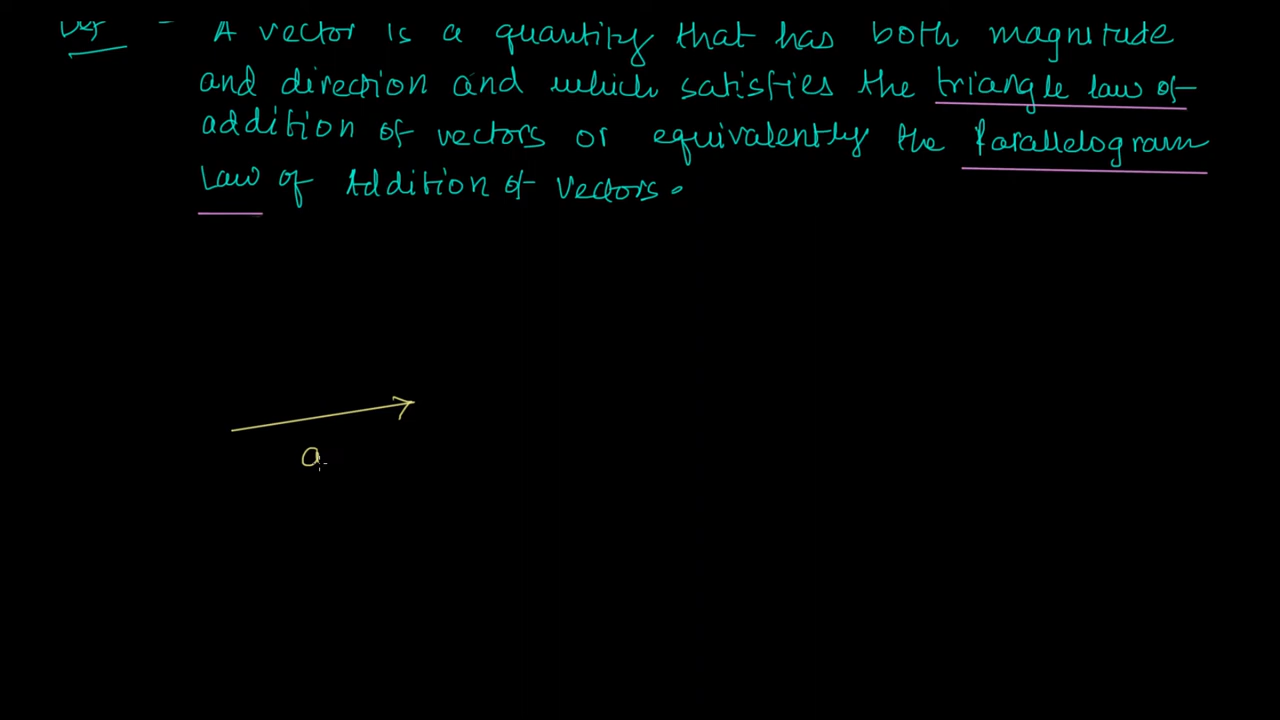 Def - A vector is a quantity that has both magnitude
and direction and which satisfies the triangle law of
addition of vectors or equivalently the Parallelogram
Law of Addition of vectors.
a